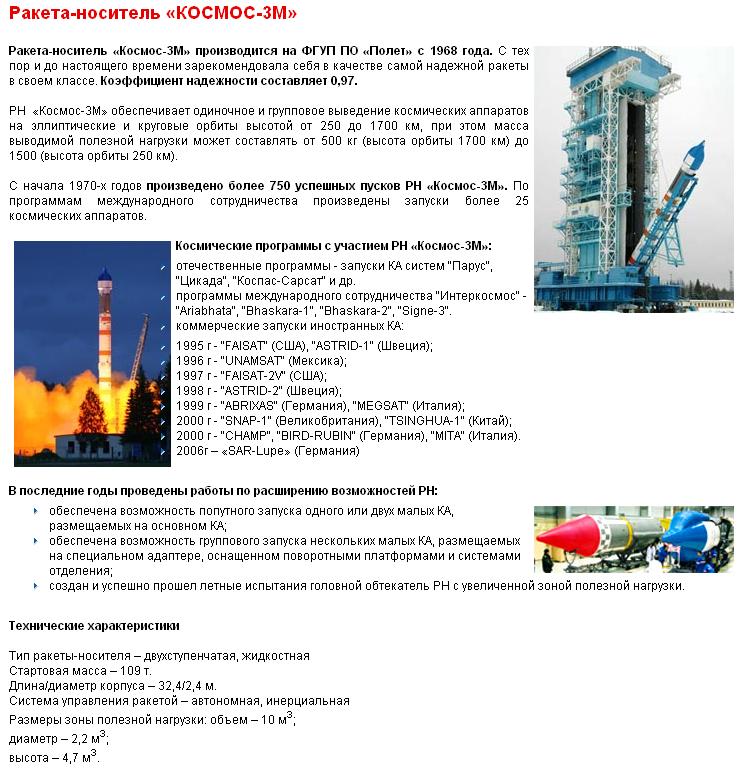 Ракета-носитель «КОСМОС-3М»
Ракета-носитель «Космос-3М» производится на ФГУП ПО «Полет» с 1968 года. С тех
пор и до настоящего времени зарекомендовала себя в качестве самой надежной ракеты
в своем классе. Коэффициент надежности составляет 0,97.
РН «Космос-3М» обеспечивает одиночное и групповое выведение космических аппаратов
на эллиптические и круговые орбиты высотой от 250 до 1700 км, при этом масса
выводимой полезной нагрузки может составлять от 500 кг (высота орбиты 1700 км) до
1500 (высота орбиты 250 км).
С начала 1970-х годов произведено более 750 успешных пусков РН «Космос-3М». По
программам международного сотрудничества произведены запуски более 25
космических аппаратов.
Космические программы с участием РН «Космос-3М»:
отечественные программы - запуски КА систем "Парус",
"Цикада", "Коспас-Сарсат" и др.
программы международного сотрудничества "Интеркосмос" -
"Ariabhata", "Bhaskara-1", "Bhaskara-2", "Signe-3".
коммерческие запуски иностранных КА:
1995 г - "FAISAT" (США), "ASTRID-1" (Швеция);
1996 г - "UNAMSAT" (Мексика);
1997 г - "FAISAT-2V" (США);
1998 г - "ASTRID-2" (Швеция);
1999 г - "ABRIXAS" (Германия), "MEGSAT" (Италия);
2000 г - "SNAP-1" (Великобритания), "TSINGHUA-1" (Китай);
2000 г - "CHAMP", "BIRD-RUBIN" (Германия), "MITA" (Италия).
2006г – «SAR-Lupe» (Германия)
В последние годы проведены работы по расширению возможностей РН:
обеспечена возможность попутного запуска одного или двух малых КА,
размещаемых на основном КА;
обеспечена возможность группового запуска нескольких малых КА, размещаемых
на специальном адаптере, оснащенном поворотными платформами и системами
отделения;
создан и успешно прошел летные испытания головной обтекатель РН с увеличенной зоной полезной нагрузки.
Технические характеристики
Тип ракеты-носителя – двухступенчатая, жидкостная
Стартовая масса – 109 т.
Длина/диаметр корпуса – 32,4/2,4 м.
Система управления ракетой – автономная, инерциальная
Размеры зоны полезной нагрузки: объем – 10 м³;
диаметр – 2,2 м³;
высота – 4,7 м³.